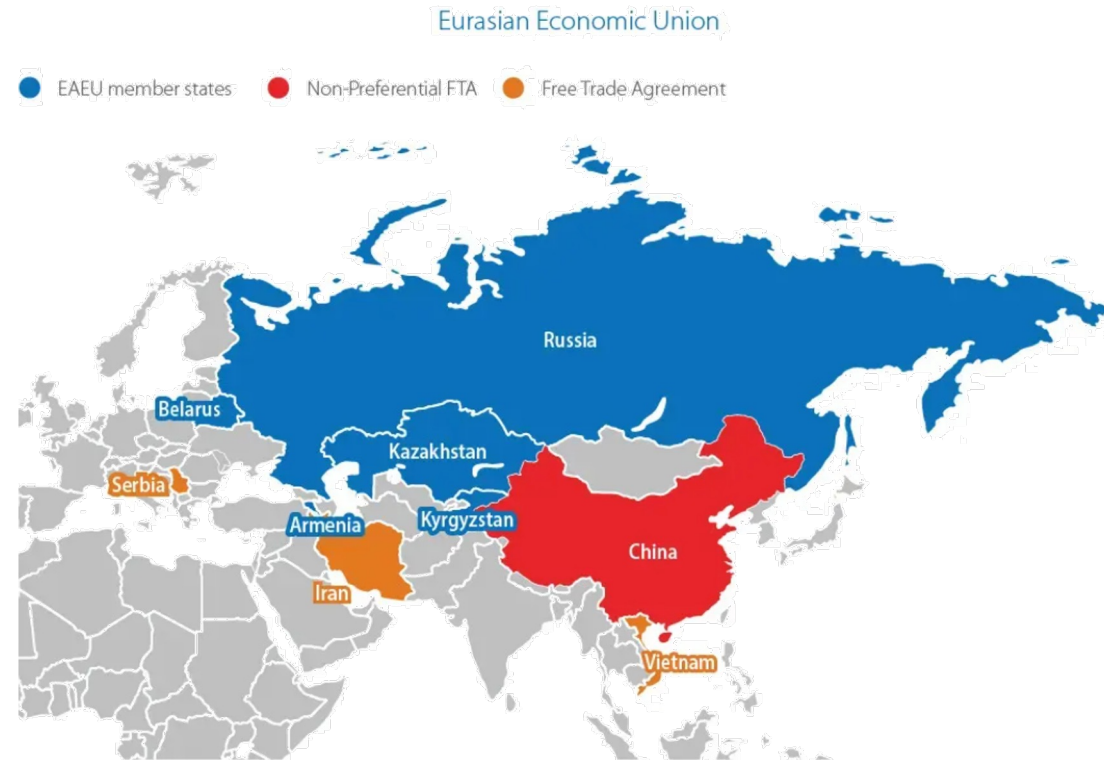 Eurasian Economic Union
EAEU member states
Non-Preferential FTA
Free Trade Agreement
Russia
Belarus
Kazakhstan
Serbia
Armenia
Kyrgyzstan
China
Iran
Vietnam